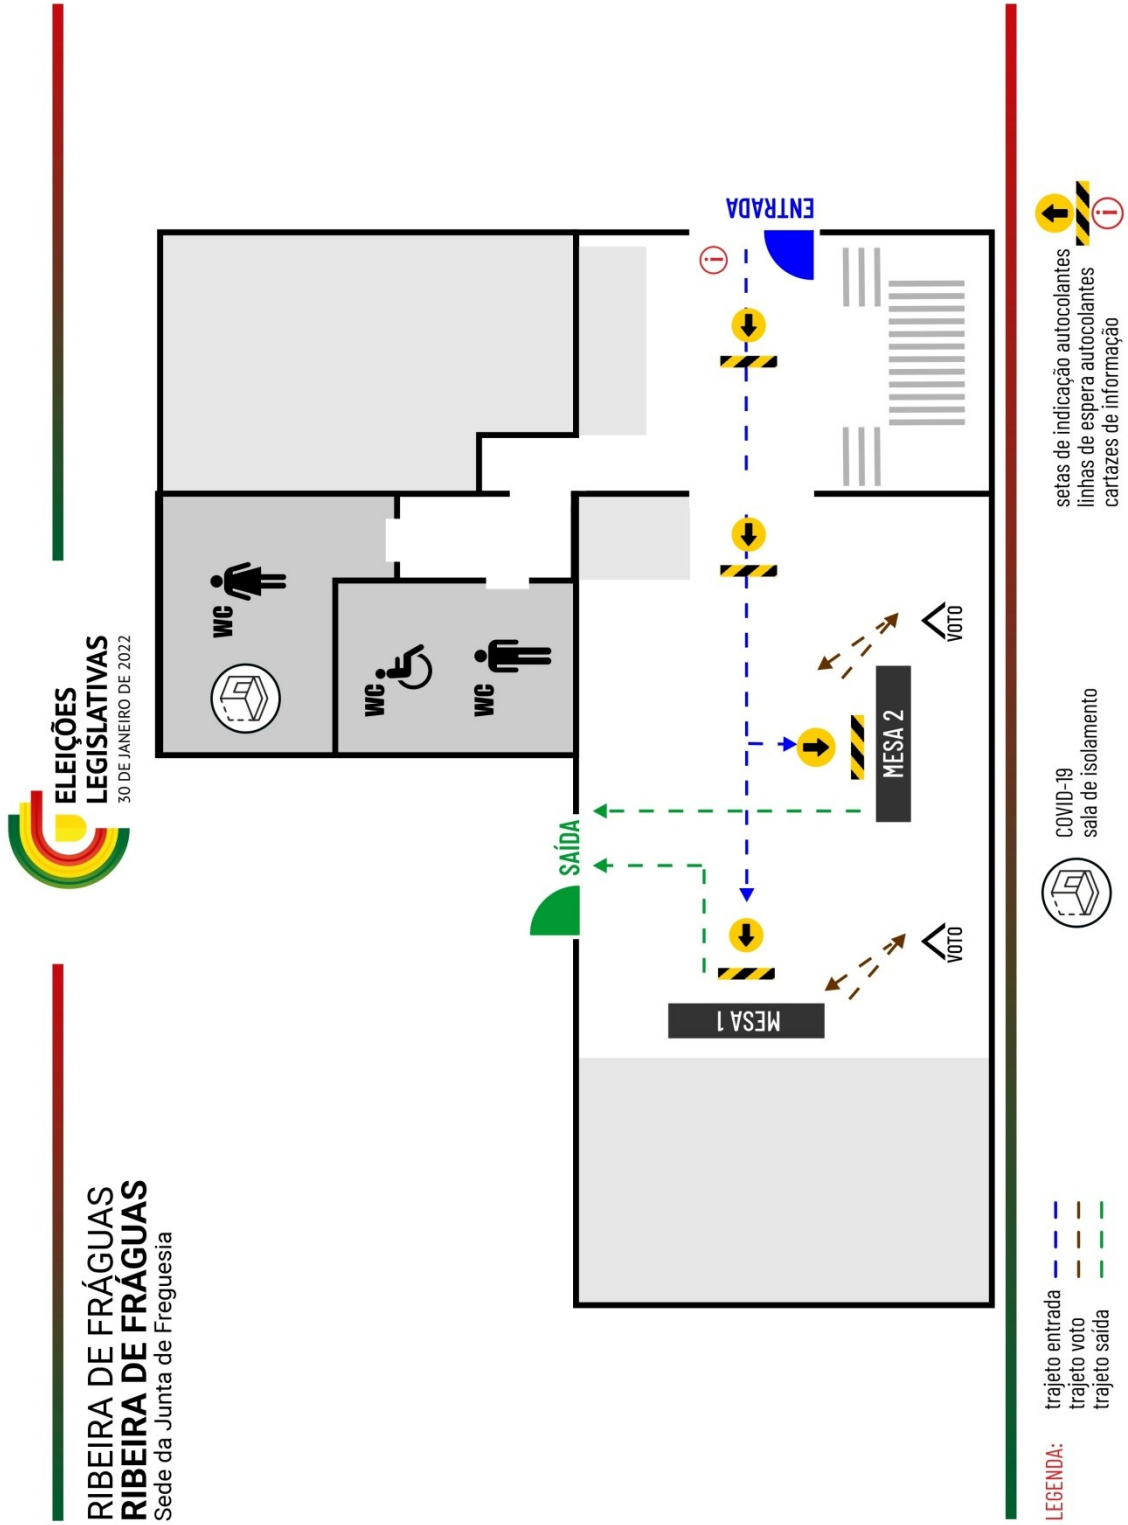 RIBEIRA DE FRÁGUAS
RIBEIRA DE FRÁGUAS
Sede da Junta de Freguesia
ELEIÇÕES
LEGISLATIVAS
30 DE JANEIRO DE 2022
WC
WC
WC
SAÍDA
ENTRADA
i
MESA 1
MESA 2
VOTO
VOTO
LEGENDA:
trajeto entrada
trajeto voto
trajeto saída
COVID-19
sala de isolamento
setas de indicação autocolantes
linhas de espera autocolantes
cartazes de informação
i